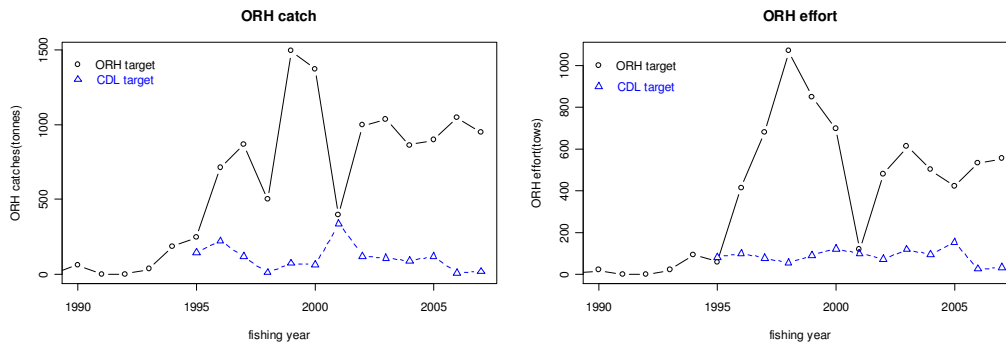 ORH catch
ORH target
CDL target
ORH catches(tonnes)
0
500
1000
1500
1990
1995
2000
2005
fishing year
ORH effort
ORH target
CDL target
ORH effort(tows)
0
200
400
600
800
1000
1990
1995
2000
2005
fishing year